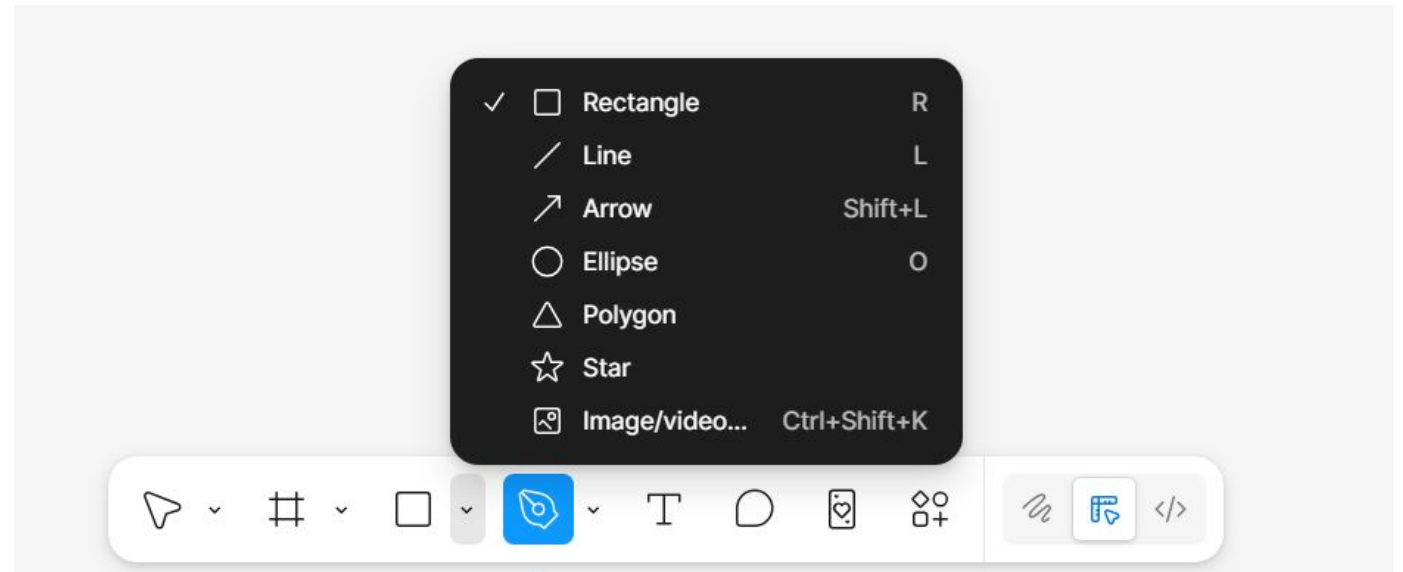 Rectangle R
Line L
Arrow Shift+L
Ellipse O
Polygon
Star
Image/video... Ctrl+Shift+K